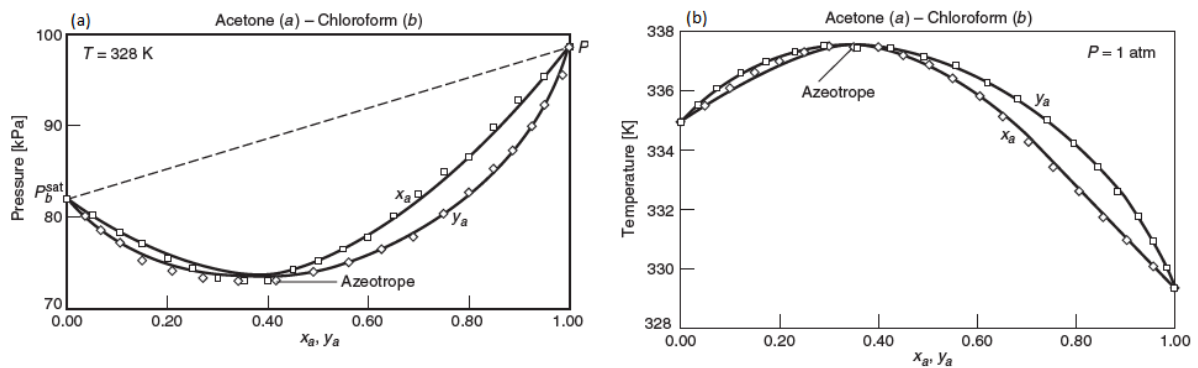 (a) Acetone (a) – Chloroform (b)
100
90
80
70
Pressure [kPa]
P_b^sat
T = 328 K
P
x_a
y_a
Azeotrope
0.00 0.20 0.40 0.60 0.80 1.00
x_a, y_a
(b) Acetone (a) – Chloroform (b)
338
336
334
332
330
328
Temperature [K]
P = 1 atm
Azeotrope
y_a
x_a
0.00 0.20 0.40 0.60 0.80 1.00
x_a, y_a